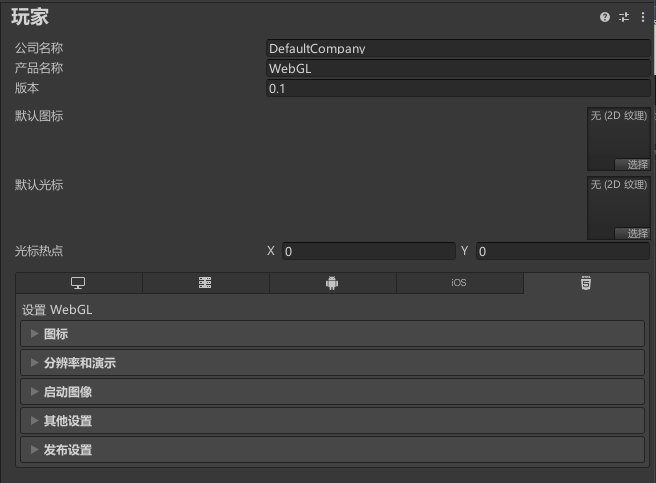 玩家
公司名称 DefaultCompany
产品名称 WebGL
版本 0.1
默认图标 无 (2D 纹理)
选择
默认光标 无 (2D 纹理)
选择
光标热点 X 0 Y 0
iOS
设置 WebGL
图标
分辨率和演示
启动图像
其他设置
发布设置